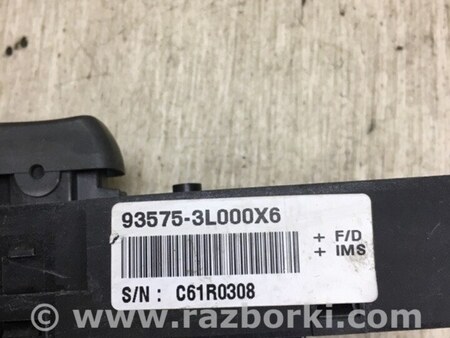 93575-3L000X6
+ F/D
+ IMS
S/N : C61R0308
© www.razborki.com